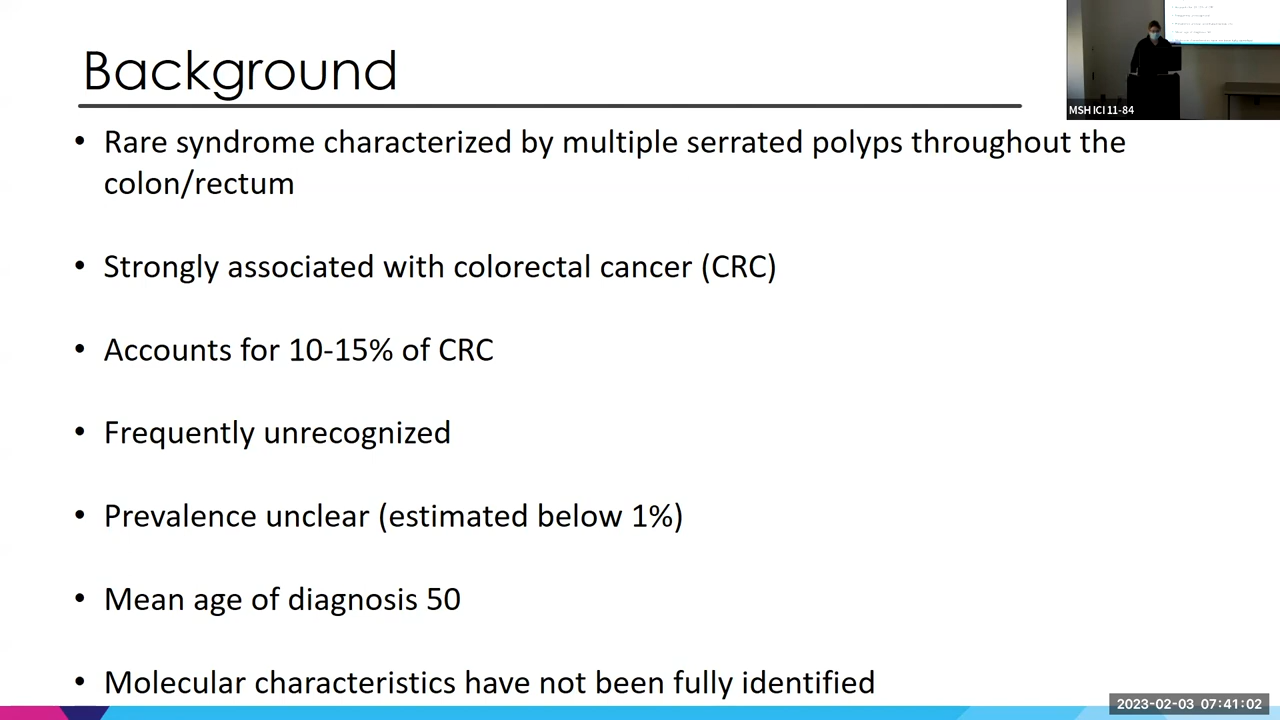 Background
MSH ICI 11-84
• Rare syndrome characterized by multiple serrated polyps throughout the
colon/rectum
• Strongly associated with colorectal cancer (CRC)
• Accounts for 10-15% of CRC
• Frequently unrecognized
• Prevalence unclear (estimated below 1%)
• Mean age of diagnosis 50
• Molecular characteristics have not been fully identified
2023-02-03 07:41:02